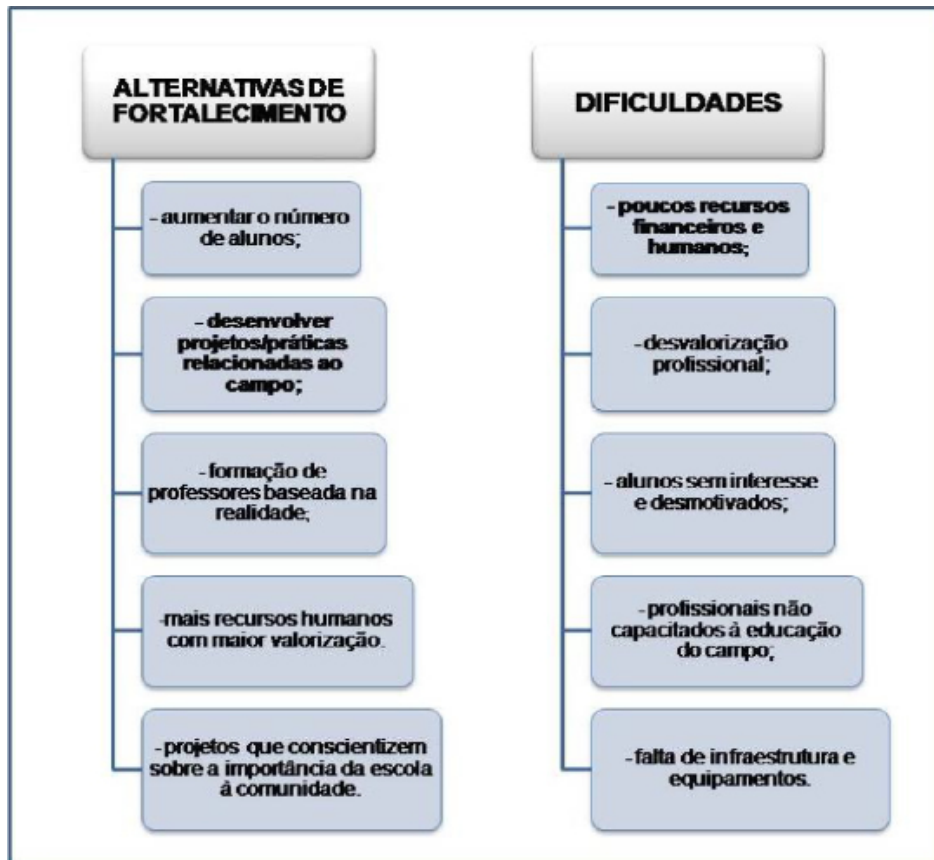 ALTERNATIVAS DE
FORTALECIMENTO
- aumentar o número
de alunos;
- desenvolver
projetos/práticas
relacionadas ao
campo;
- formação de
professores baseada na
realidade;
-mais recursos humanos
com maior valorização.
- projetos que conscientizem
sobre a importância da escola
à comunidade.
DIFICULDADES
- poucos recursos
financeiros e
humanos;
- desvalorização
profissional;
- alunos sem interesse
e desmotivados;
- profissionais não
capacitados à educação
do campo;
- falta de infraestrutura e
equipamentos.